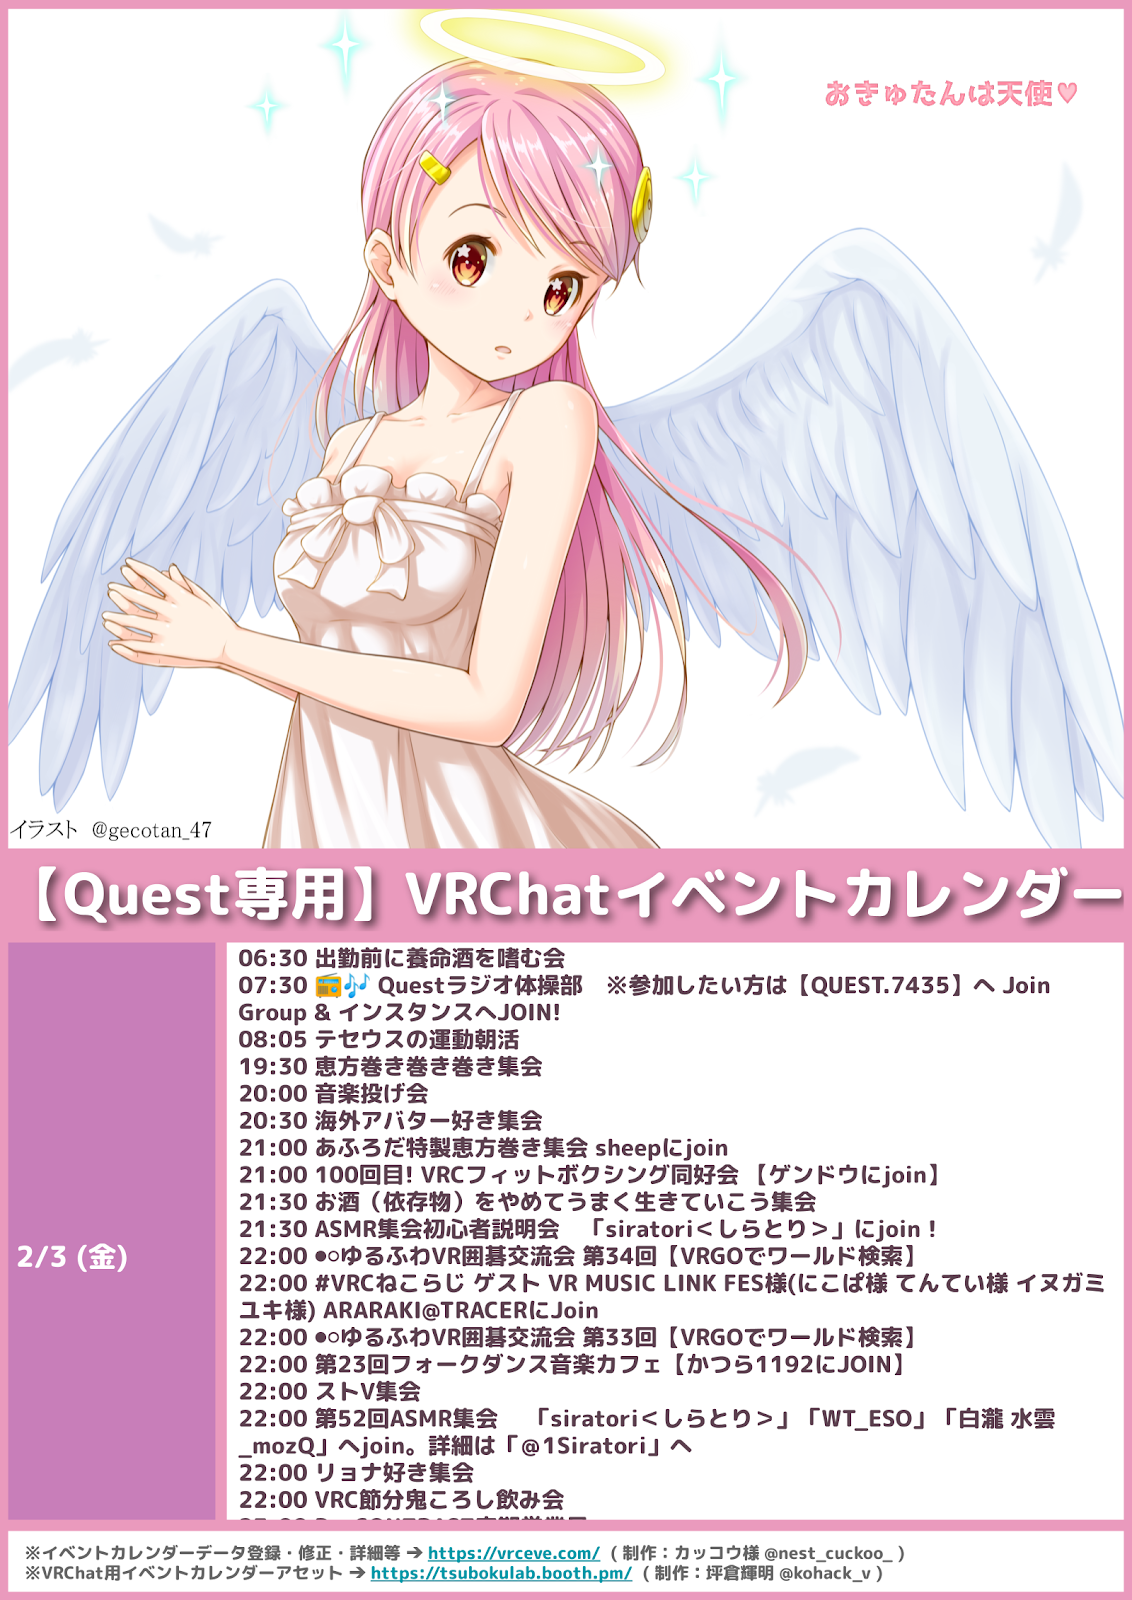 おきゅたんは天使♥
イラスト @gecotan_47
【Quest専用】VRChatイベントカレンダー
2/3 (金)
06:30 出勤前に養命酒を嗜む会
07:30 📻🎶 Questラジオ体操部　※参加したい方は【QUEST.7435】へ Join
Group & インスタンスへJOIN!
08:05 テセウスの運動朝活
19:30 恵方巻き巻き巻き集会
20:00 音楽投げ会
20:30 海外アバター好き集会
21:00 あふろだ特製恵方巻き集会 sheepにjoin
21:00 100回目! VRCフィットボクシング同好会 【ゲンドウにjoin】
21:30 お酒（依存物）をやめてうまく生きていこう集会
21:30 ASMR集会初心者説明会　「siratori＜しらとり＞」にjoin！
22:00 ●○ゆるふわVR囲碁交流会 第34回【VRGOでワールド検索】
22:00 #VRCねこらじ ゲスト VR MUSIC LINK FES様(にこぱ様 てんてい様 イヌガミ
ユキ様) ARARAKI@TRACERにJoin
22:00 ●○ゆるふわVR囲碁交流会 第33回【VRGOでワールド検索】
22:00 第23回フォークダンス音楽カフェ【かつら1192にJOIN】
22:00 ストV集会
22:00 第52回ASMR集会　「siratori＜しらとり＞」「WT_ESO」「白瀧 水雲
_mozQ」へjoin。詳細は「@1Siratori」へ
22:00 リョナ好き集会
22:00 VRC節分鬼ころし飲み会
※イベントカレンダーデータ登録・修正・詳細等 ➔ https://vrceve.com/（制作：カッコウ様 @nest_cuckoo_）
※VRChat用イベントカレンダーアセット ➔ https://tsubokulab.booth.pm/（制作：坪倉輝明 @kohack_v）